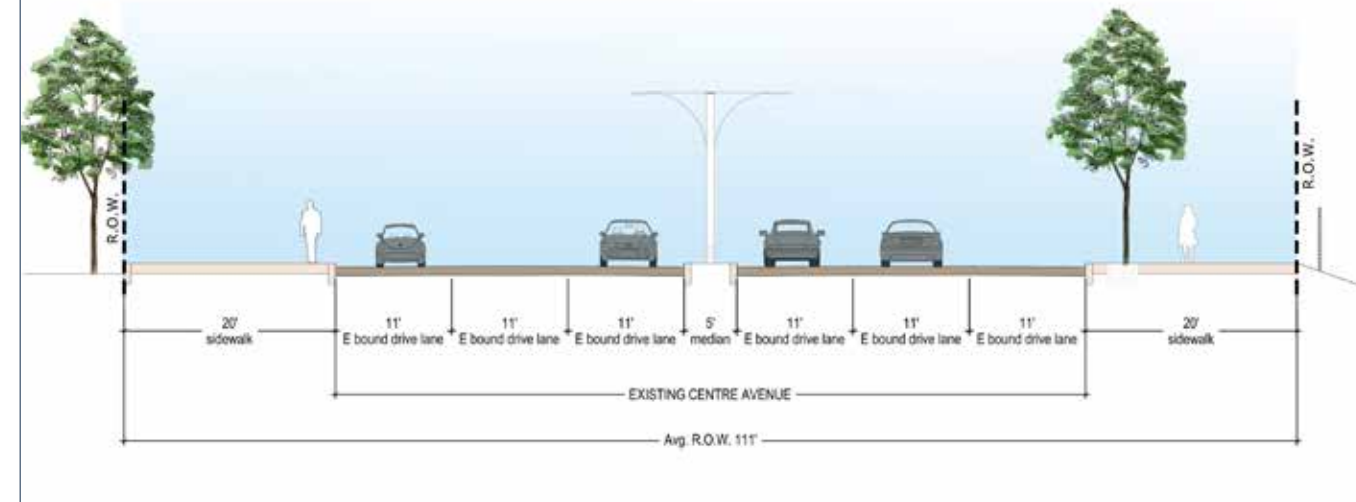 R.O.W.
R.O.W.
20' 11' 11' 11' 5' 11' 11' 11' 20'
sidewalk E bound drive lane E bound drive lane E bound drive lane median E bound drive lane E bound drive lane E bound drive lane sidewalk
EXISTING CENTRE AVENUE
Avg. R.O.W. 111'